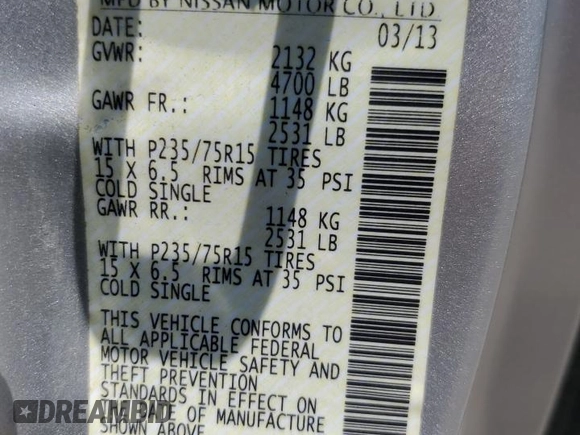 MFD BY NISSAN MOTOR CO., LTD
DATE: 03/13
GVWR: 2132 KG
4700 LB
GAWR FR.: 1148 KG
2531 LB
WITH P235/75R15 TIRES
15 X 6.5 RIMS AT 35 PSI
COLD SINGLE
GAWR RR.: 1148 KG
2531 LB
WITH P235/75R15 TIRES
15 X 6.5 RIMS AT 35 PSI
COLD SINGLE
THIS VEHICLE CONFORMS TO
ALL APPLICABLE FEDERAL
MOTOR VEHICLE SAFETY AND
THEFT PREVENTION
STANDARDS IN EFFECT ON
THE DATE OF MANUFACTURE
SHOWN ABOVE
DREAMBID